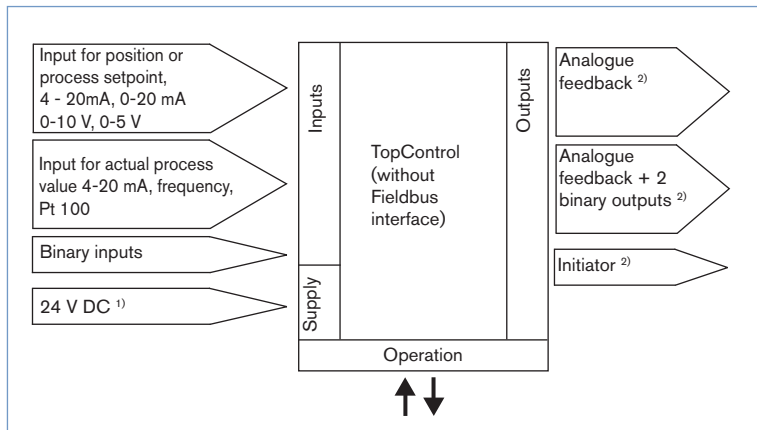 Input for position or
process setpoint,
4 - 20mA, 0-20 mA
0-10 V, 0-5 V
Input for actual process
value 4-20 mA, frequency,
Pt 100
Binary inputs
24 V DC 1)
Inputs
Supply
TopControl
(without
Fieldbus
interface)
Outputs
Operation
Analogue
feedback 2)
Analogue
feedback + 2
binary outputs 2)
Initiator 2)